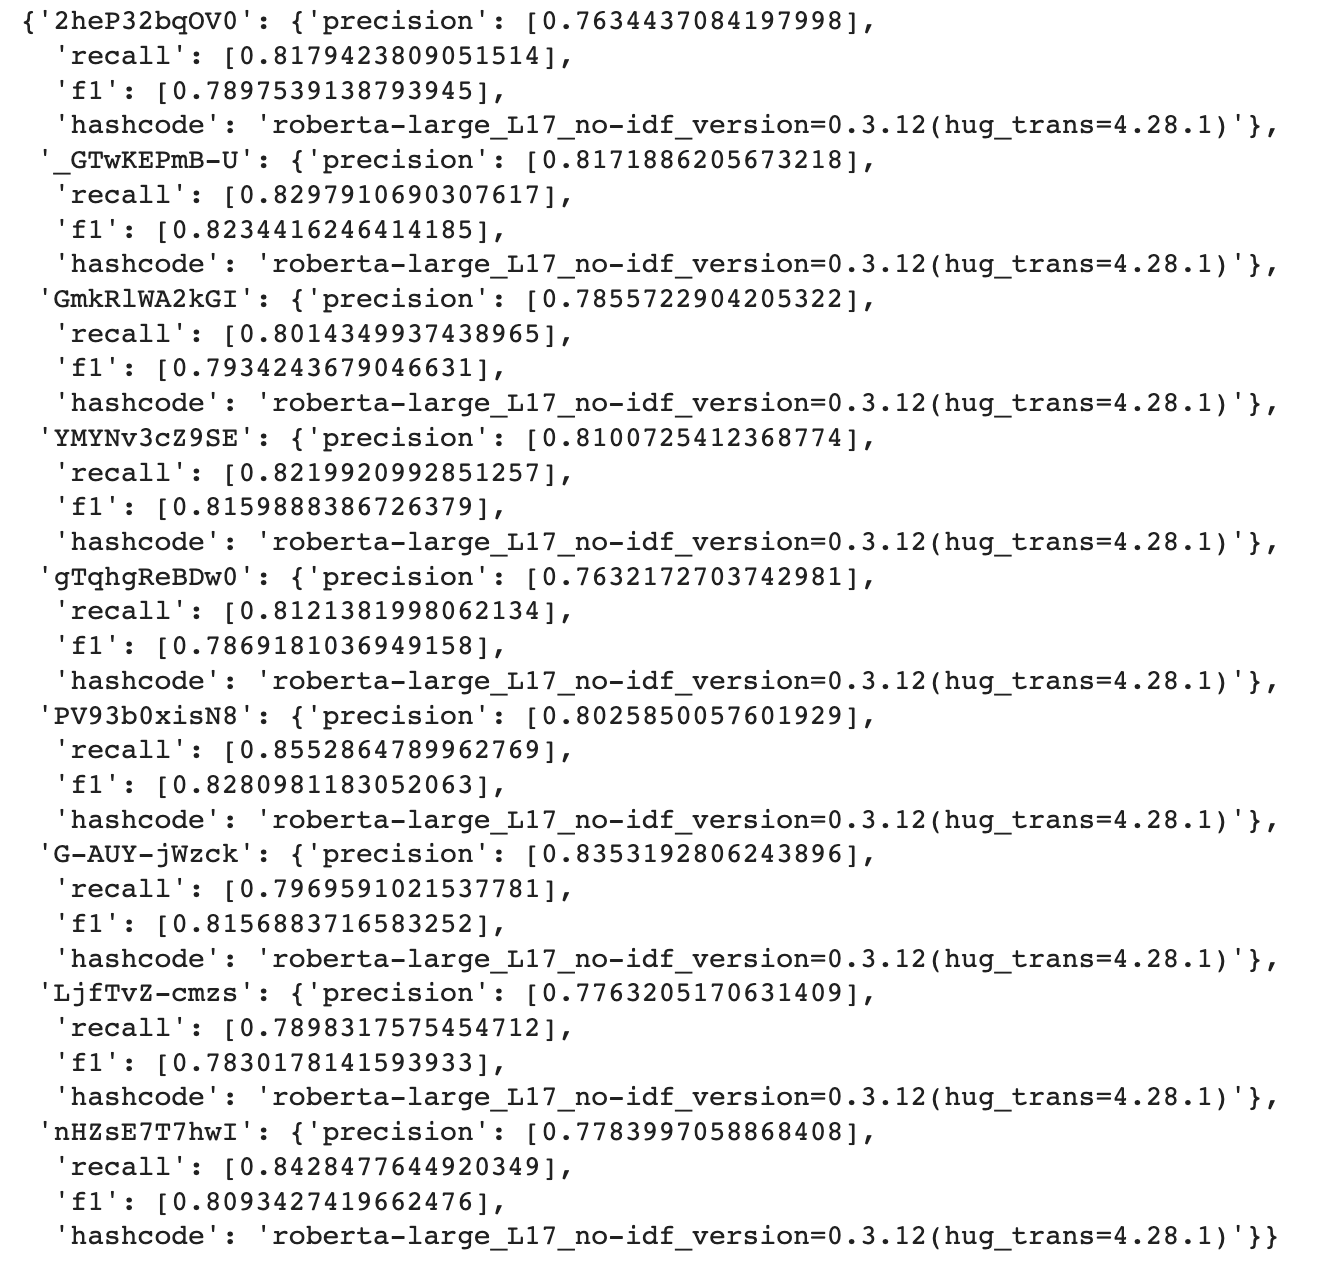 {'2heP32bqOV0': {'precision': [0.7634437084197998],
'recall': [0.8179423809051514],
'f1': [0.7897539138793945],
'hashcode': 'roberta-large_L17_no-idf_version=0.3.12(hug_trans=4.28.1)'},
'_GTwKEPmB-U': {'precision': [0.8171886205673218],
'recall': [0.8297910690307617],
'f1': [0.8234416246414185],
'hashcode': 'roberta-large_L17_no-idf_version=0.3.12(hug_trans=4.28.1)'},
'GmkRlWA2kGI': {'precision': [0.7855722904205322],
'recall': [0.8014349937438965],
'f1': [0.7934243679046631],
'hashcode': 'roberta-large_L17_no-idf_version=0.3.12(hug_trans=4.28.1)'},
'YMYNv3cZ9SE': {'precision': [0.8100725412368774],
'recall': [0.8219920992851257],
'f1': [0.8159888386726379],
'hashcode': 'roberta-large_L17_no-idf_version=0.3.12(hug_trans=4.28.1)'},
'gTqhgReBDw0': {'precision': [0.7632172703742981],
'recall': [0.8121381998062134],
'f1': [0.7869181036949158],
'hashcode': 'roberta-large_L17_no-idf_version=0.3.12(hug_trans=4.28.1)'},
'PV93b0xisN8': {'precision': [0.8025850057601929],
'recall': [0.8552864789962769],
'f1': [0.8280981183052063],
'hashcode': 'roberta-large_L17_no-idf_version=0.3.12(hug_trans=4.28.1)'},
'G-AUY-jWzck': {'precision': [0.8353192806243896],
'recall': [0.7969591021537781],
'f1': [0.8156883716583252],
'hashcode': 'roberta-large_L17_no-idf_version=0.3.12(hug_trans=4.28.1)'},
'LjfTvZ-cmzs': {'precision': [0.7763205170631409],
'recall': [0.7898317575454712],
'f1': [0.7830178141593933],
'hashcode': 'roberta-large_L17_no-idf_version=0.3.12(hug_trans=4.28.1)'},
'nHZsE7T7hwI': {'precision': [0.7783997058868408],
'recall': [0.8428477644920349],
'f1': [0.8093427419662476],
'hashcode': 'roberta-large_L17_no-idf_version=0.3.12(hug_trans=4.28.1)'}}